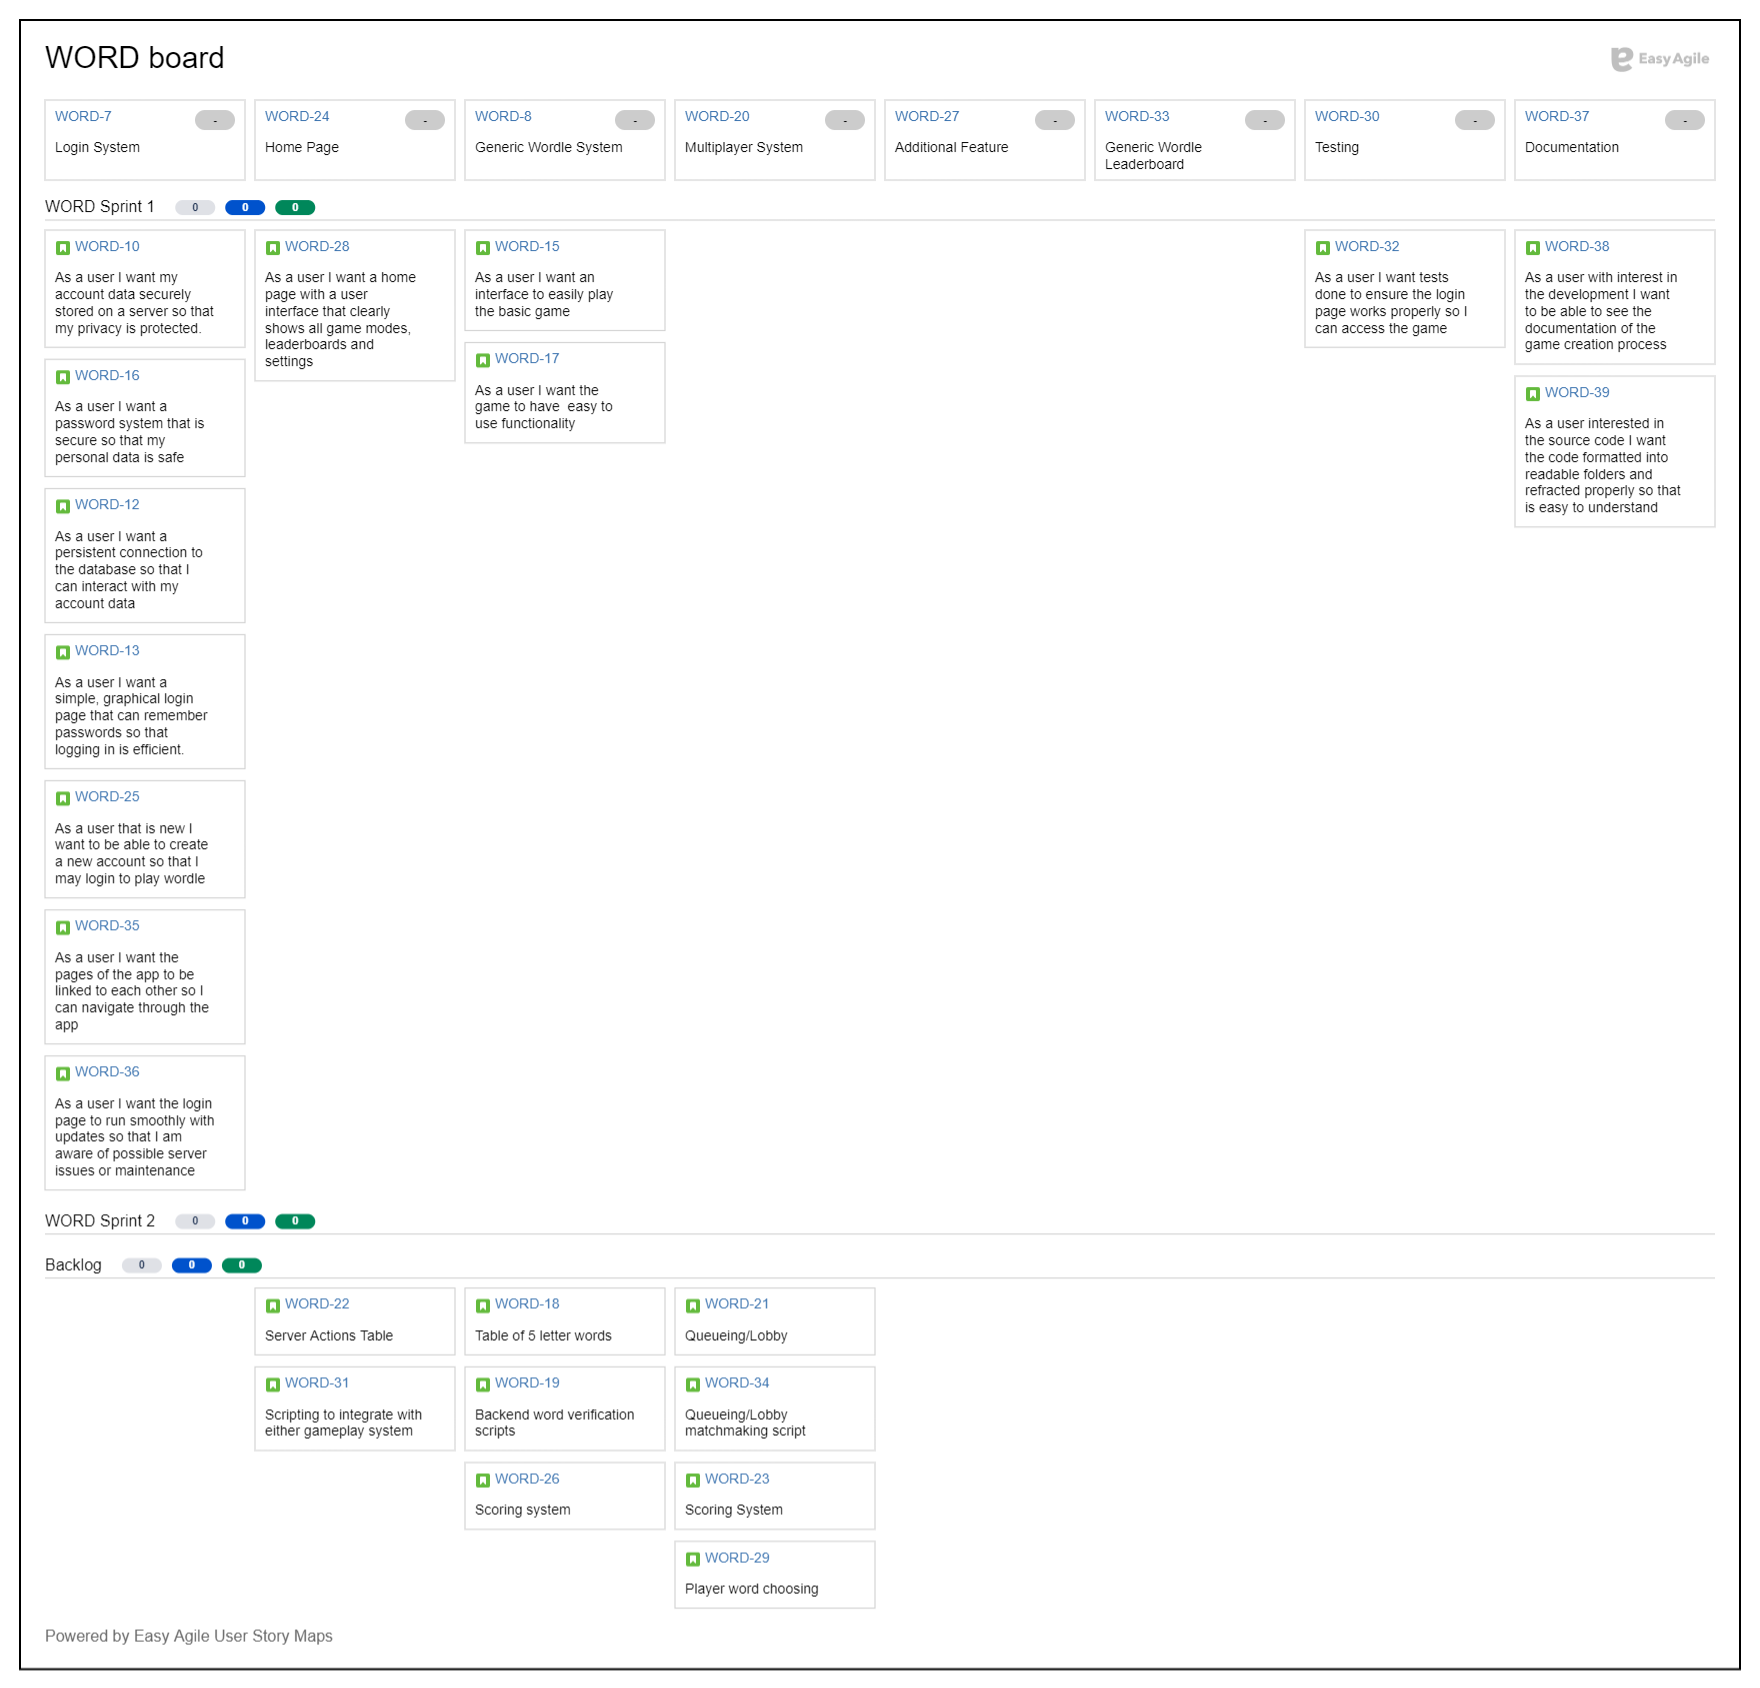 WORD board
Easy Agile
WORD-7
-
Login System
WORD-24
-
Home Page
WORD-8
-
Generic Wordle System
WORD-20
-
Multiplayer System
WORD-27
-
Additional Feature
WORD-33
-
Generic Wordle
Leaderboard
WORD-30
-
Testing
WORD-37
-
Documentation
WORD Sprint 1 0 0 0
WORD-10
As a user I want my
account data securely
stored on a server so that
my privacy is protected.
WORD-16
As a user I want a
password system that is
secure so that my
personal data is safe
WORD-12
As a user I want a
persistent connection to
the database so that I
can interact with my
account data
WORD-13
As a user I want a
simple, graphical login
page that can remember
passwords so that
logging in is efficient.
WORD-25
As a user that is new I
want to be able to create
a new account so that I
may login to play wordle
WORD-35
As a user I want the
pages of the app to be
linked to each other so I
can navigate through the
app
WORD-36
As a user I want the login
page to run smoothly with
updates so that I am
aware of possible server
issues or maintenance
WORD-28
As a user I want a home
page with a user
interface that clearly
shows all game modes,
leaderboards and
settings
WORD-15
As a user I want an
interface to easily play
the basic game
WORD-17
As a user I want the
game to have  easy to
use functionality
WORD-32
As a user I want tests
done to ensure the login
page works properly so I
can access the game
WORD-38
As a user with interest in
the development I want
to be able to see the
documentation of the
game creation process
WORD-39
As a user interested in
the source code I want
the code formatted into
readable folders and
refracted properly so that
is easy to understand
WORD Sprint 2 0 0 0
Backlog 0 0 0
WORD-22
Server Actions Table
WORD-31
Scripting to integrate with
either gameplay system
WORD-18
Table of 5 letter words
WORD-19
Backend word verification
scripts
WORD-26
Scoring system
WORD-21
Queueing/Lobby
WORD-34
Queueing/Lobby
matchmaking script
WORD-23
Scoring System
WORD-29
Player word choosing
Powered by Easy Agile User Story Maps